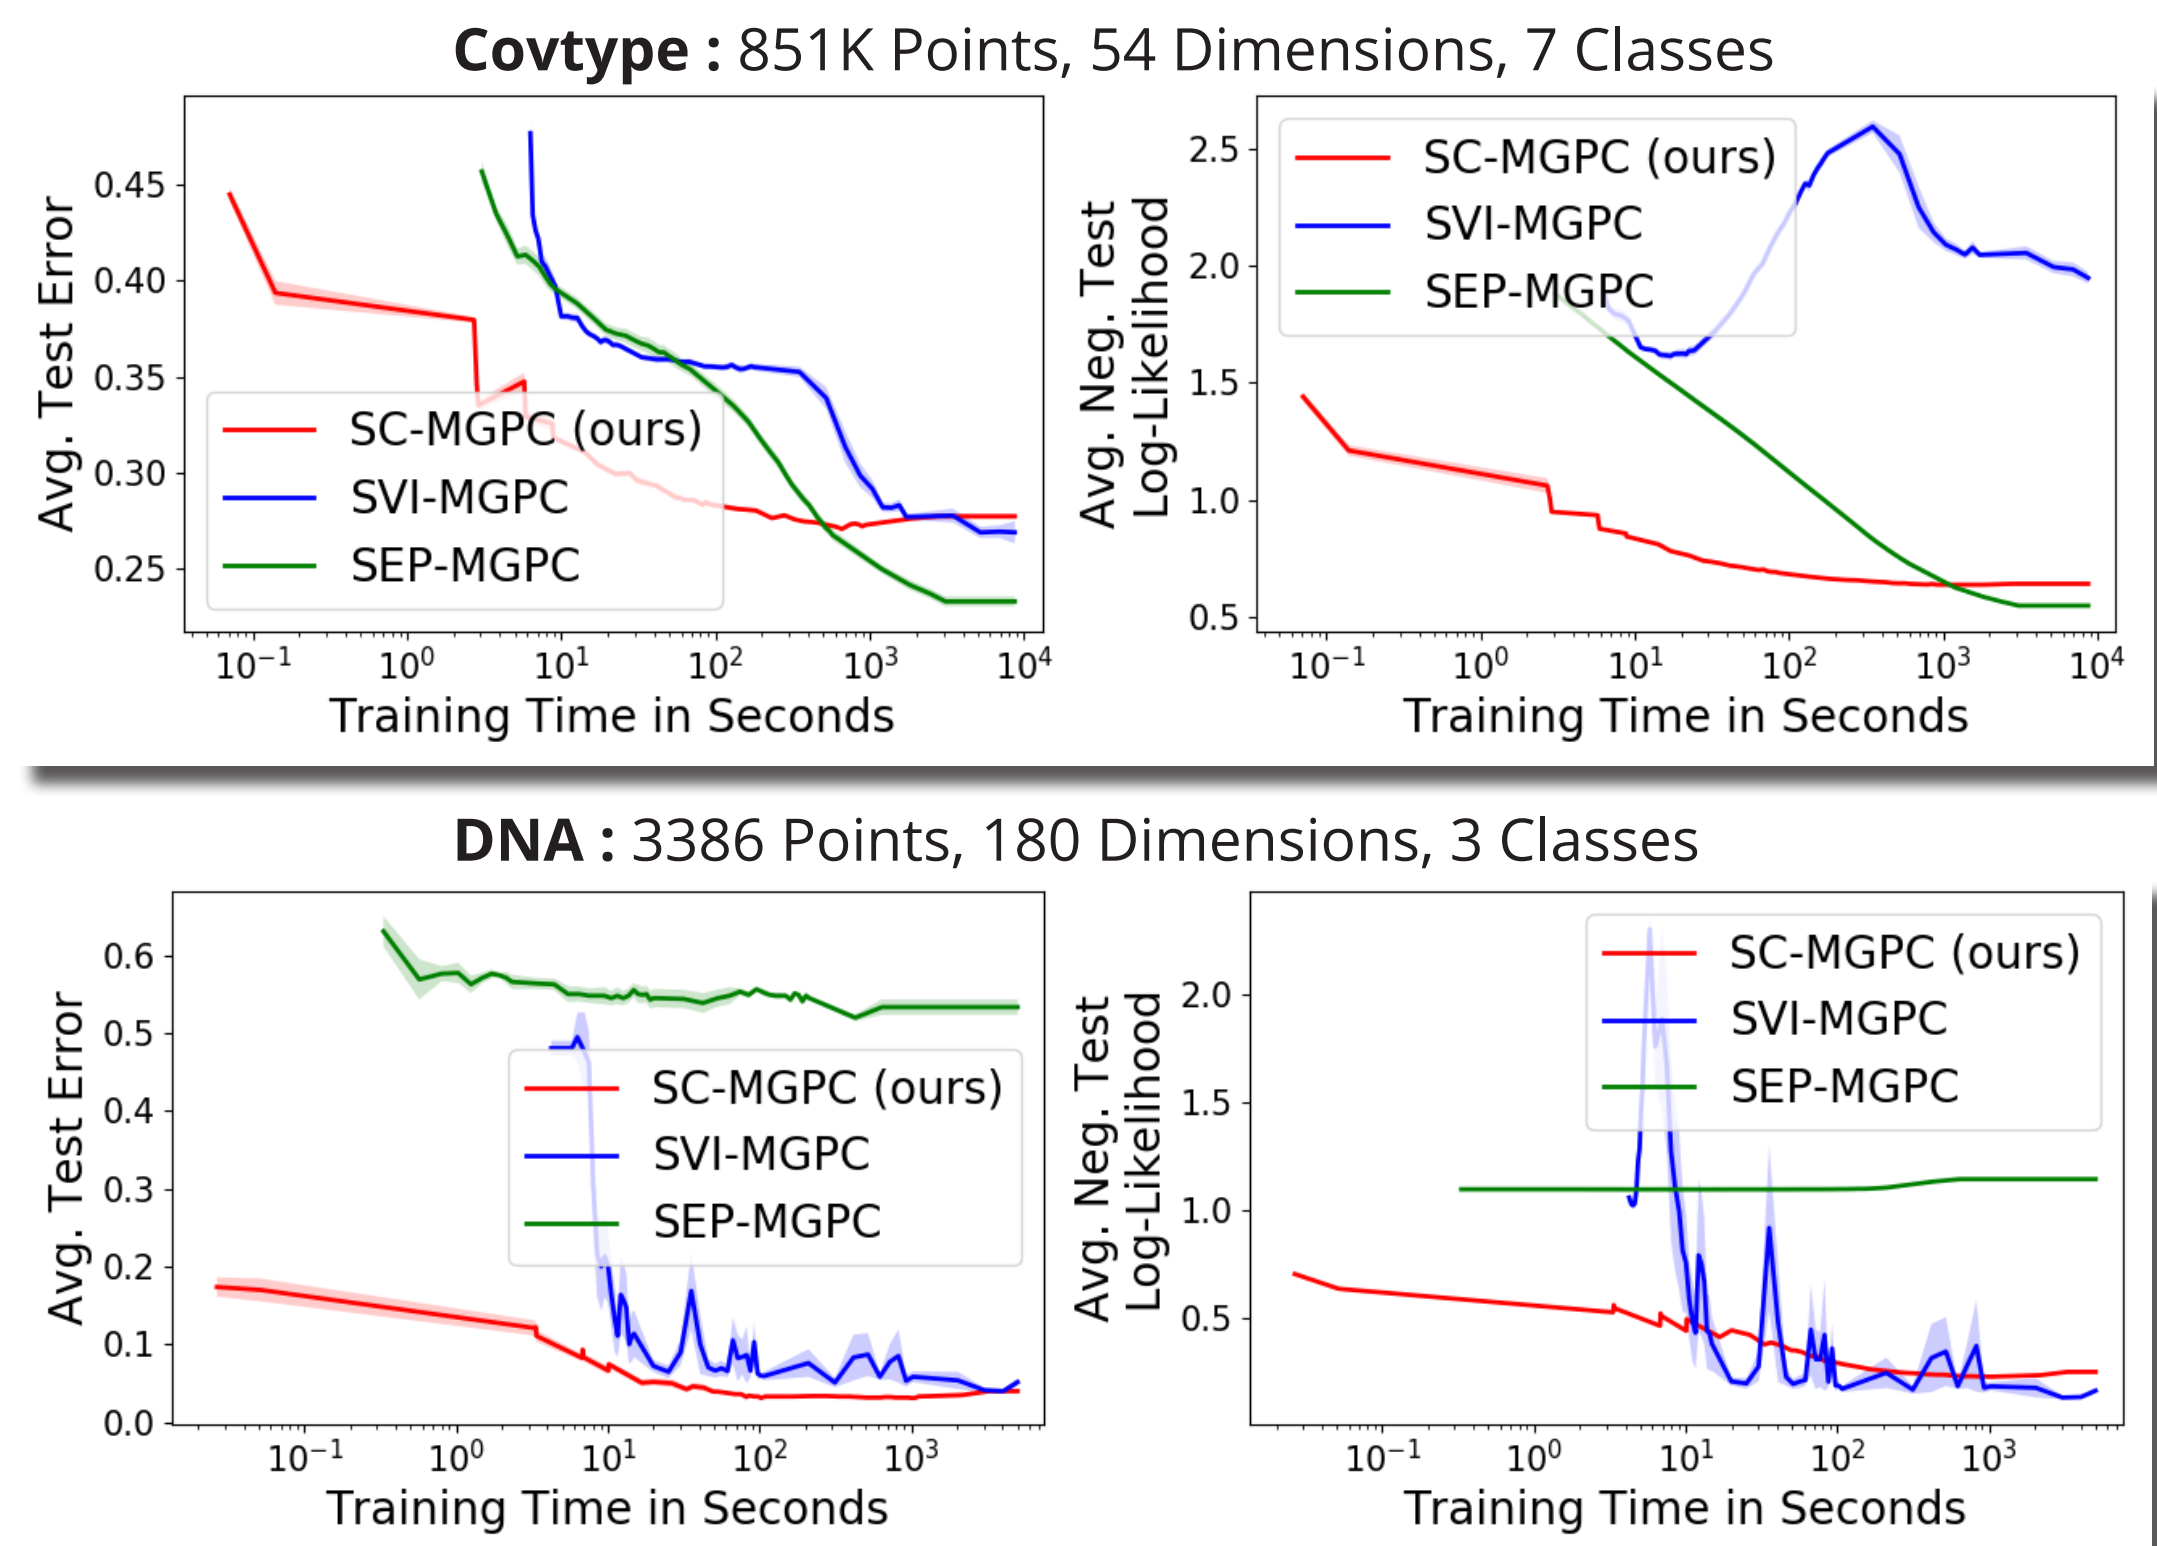 Covtype : 851K Points, 54 Dimensions, 7 Classes
Avg. Test Error
0.45
0.40
0.35
0.30
0.25
SC-MGPC (ours)
SVI-MGPC
SEP-MGPC
10⁻¹ 10⁰ 10¹ 10² 10³ 10⁴
Training Time in Seconds
Avg. Neg. Test
Log-Likelihood
2.5
2.0
1.5
1.0
0.5
SC-MGPC (ours)
SVI-MGPC
SEP-MGPC
10⁻¹ 10⁰ 10¹ 10² 10³ 10⁴
Training Time in Seconds
DNA : 3386 Points, 180 Dimensions, 3 Classes
Avg. Test Error
0.6
0.5
0.4
0.3
0.2
0.1
0.0
SC-MGPC (ours)
SVI-MGPC
SEP-MGPC
10⁻¹ 10⁰ 10¹ 10² 10³
Training Time in Seconds
Avg. Neg. Test
Log-Likelihood
2.0
1.5
1.0
0.5
SC-MGPC (ours)
SVI-MGPC
SEP-MGPC
10⁻¹ 10⁰ 10¹ 10² 10³
Training Time in Seconds